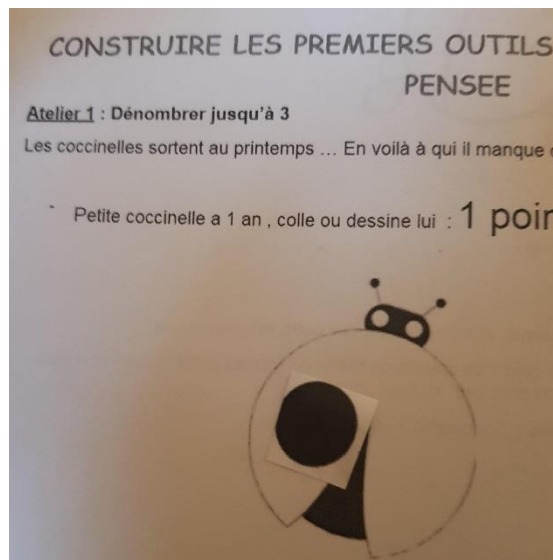 CONSTRUIRE LES PREMIERS OUTILS
PENSEE
Atelier 1 : Dénombrer jusqu'à 3
Les coccinelles sortent au printemps ... En voilà à qui il manque
Petite coccinelle a 1 an , colle ou dessine lui : 1